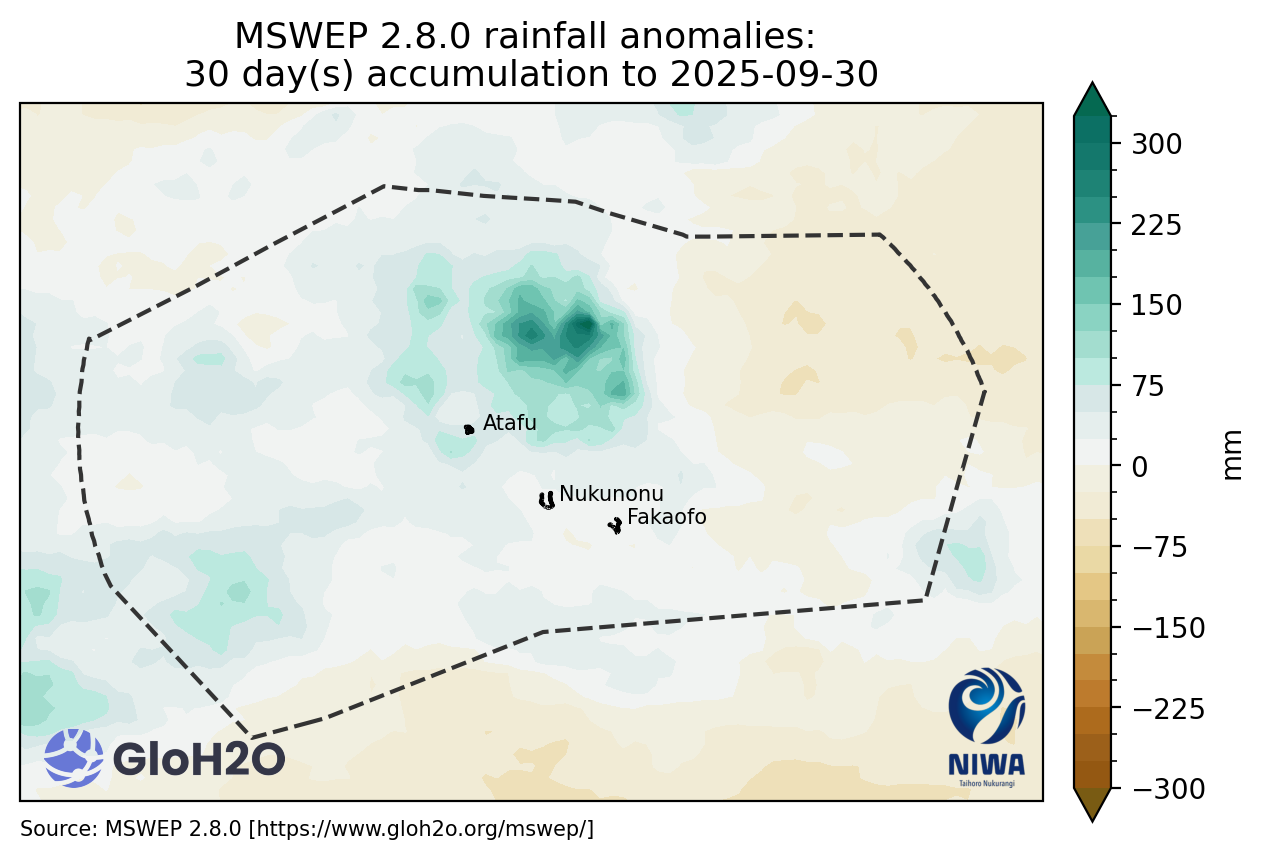 MSWEP 2.8.0 rainfall anomalies:
30 day(s) accumulation to 2025-09-30
300
225
150
75
0
−75
−150
−225
−300
mm
Atafu
Nukunonu
Fakaofo
GloH2O
NIWA
Taihoro Nukurangi
Source: MSWEP 2.8.0 [https://www.gloh2o.org/mswep/]